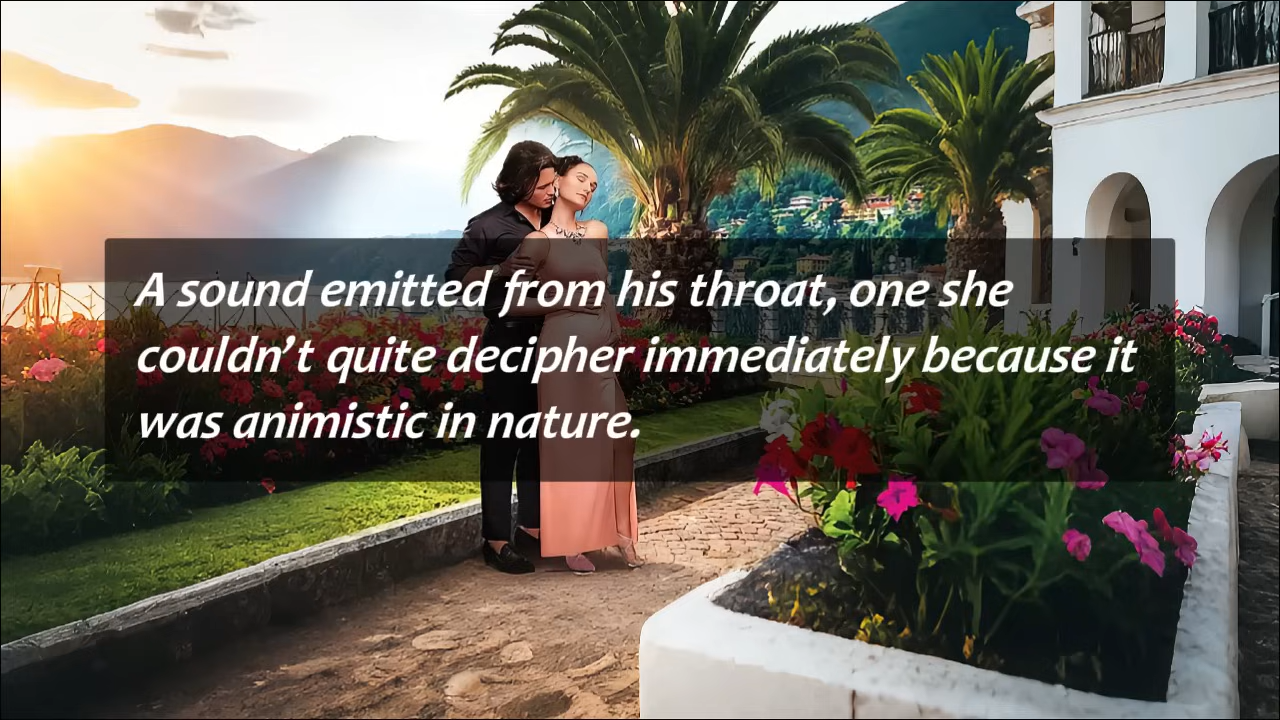 A sound emitted from his throat, one she
couldn’t quite decipher immediately because it
was animistic in nature.